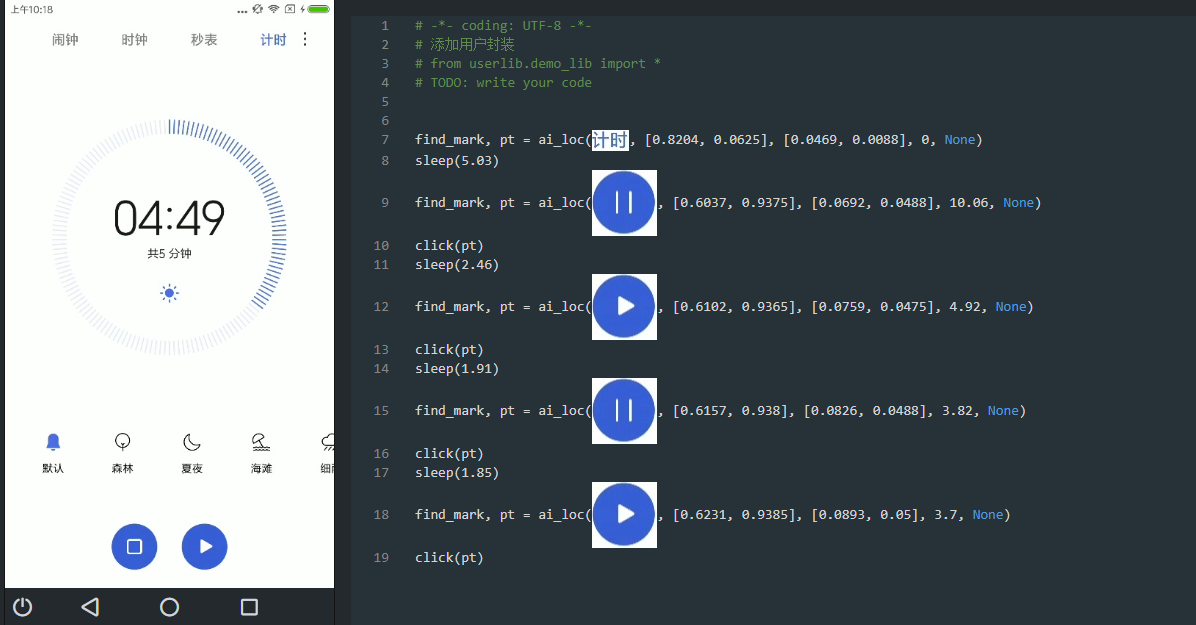 上午10:18
闹钟 时钟 秒表 计时
04:49
共5 分钟
默认 森林 夏夜 海滩
1 # -*- coding: UTF-8 -*-
2 # 添加用户封装
3 # from userlib.demo_lib import *
4 # TODO: write your code
5
6
7 find_mark, pt = ai_loc(计时, [0.8204, 0.0625], [0.0469, 0.0088], 0, None)
8 sleep(5.03)
9 find_mark, pt = ai_loc(, [0.6037, 0.9375], [0.0692, 0.0488], 10.06, None)
10 click(pt)
11 sleep(2.46)
12 find_mark, pt = ai_loc(, [0.6102, 0.9365], [0.0759, 0.0475], 4.92, None)
13 click(pt)
14 sleep(1.91)
15 find_mark, pt = ai_loc(, [0.6157, 0.938], [0.0826, 0.0488], 3.82, None)
16 click(pt)
17 sleep(1.85)
18 find_mark, pt = ai_loc(, [0.6231, 0.9385], [0.0893, 0.05], 3.7, None)
19 click(pt)